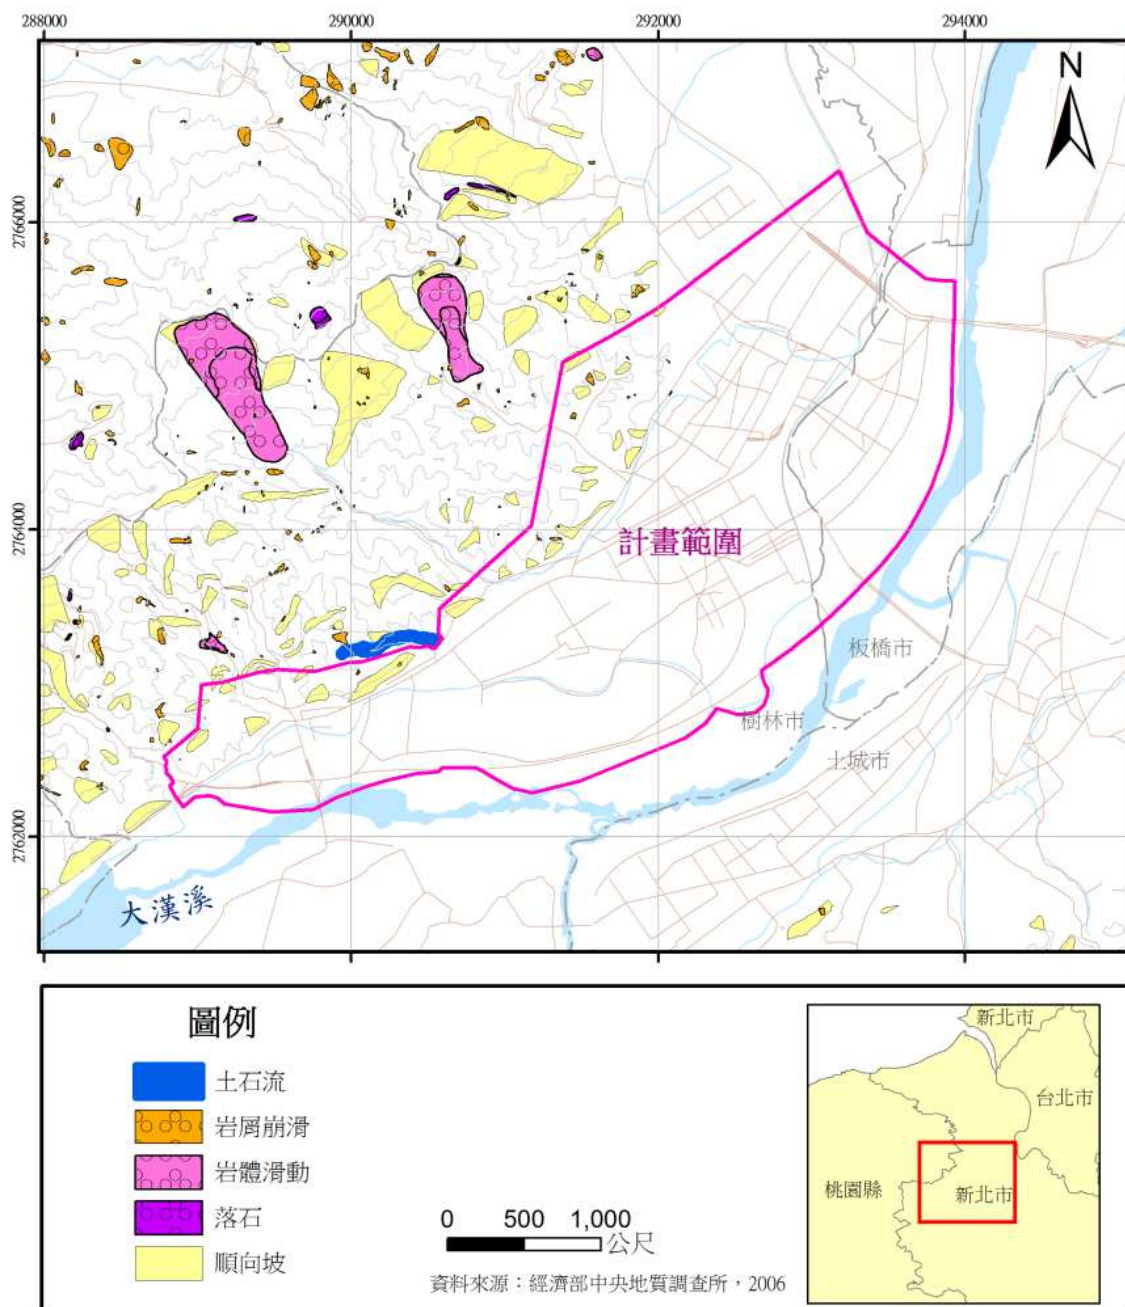 288000
290000
292000
294000
N
2766000
2764000
2762000
計畫範圍
板橋市
樹林市
土城市
大漢溪
圖例
土石流
岩屑崩滑
岩體滑動
落石
順向坡
0 500 1,000
公尺
資料來源：經濟部中央地質調查所，2006
新北市
台北市
桃園縣
新北市